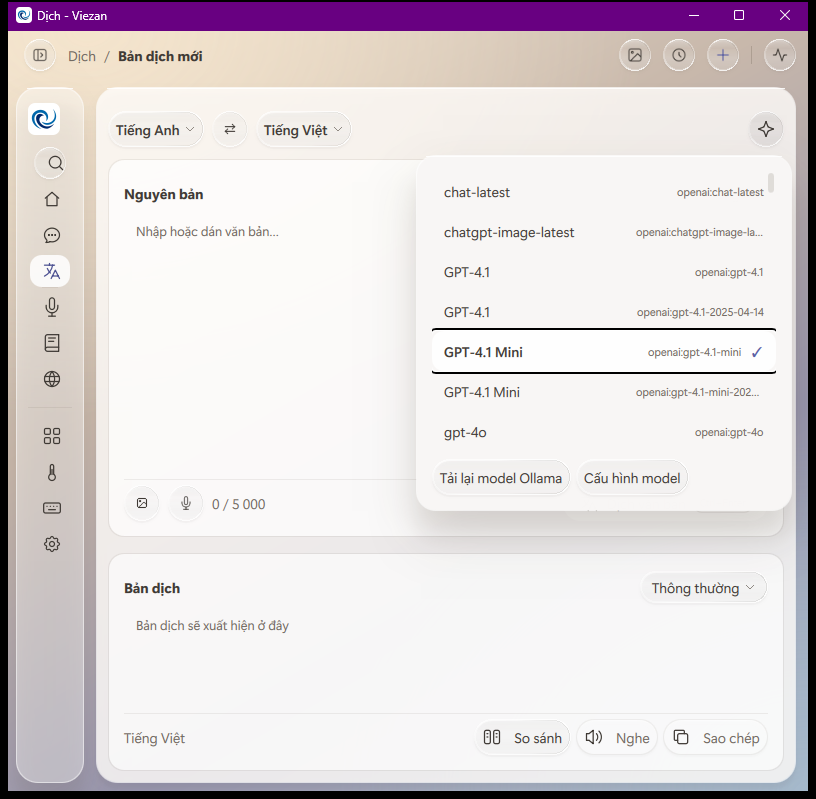 Dịch - Viezan
Dịch / Bản dịch mới
Tiếng Anh
Tiếng Việt
Nguyên bản
Nhập hoặc dán văn bản...
chat-latest openai:chat-latest
chatgpt-image-latest openai:chatgpt-image-la...
GPT-4.1 openai:gpt-4.1
GPT-4.1 openai:gpt-4.1-2025-04-14
GPT-4.1 Mini openai:gpt-4.1-mini ✓
GPT-4.1 Mini openai:gpt-4.1-mini-202...
gpt-4o openai:gpt-4o
Tải lại model Ollama Cấu hình model
0 / 5 000
Bản dịch
Thông thường
Bản dịch sẽ xuất hiện ở đây
Tiếng Việt
So sánh
Nghe
Sao chép